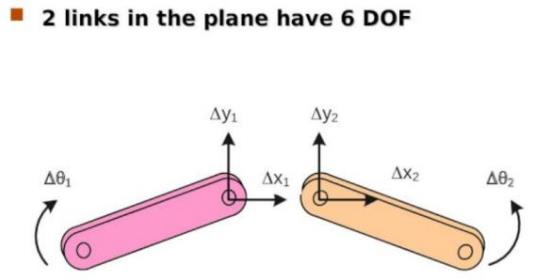 2 links in the plane have 6 DOF
Δy₁ Δy₂
Δθ₁ Δx₁ Δx₂ Δθ₂